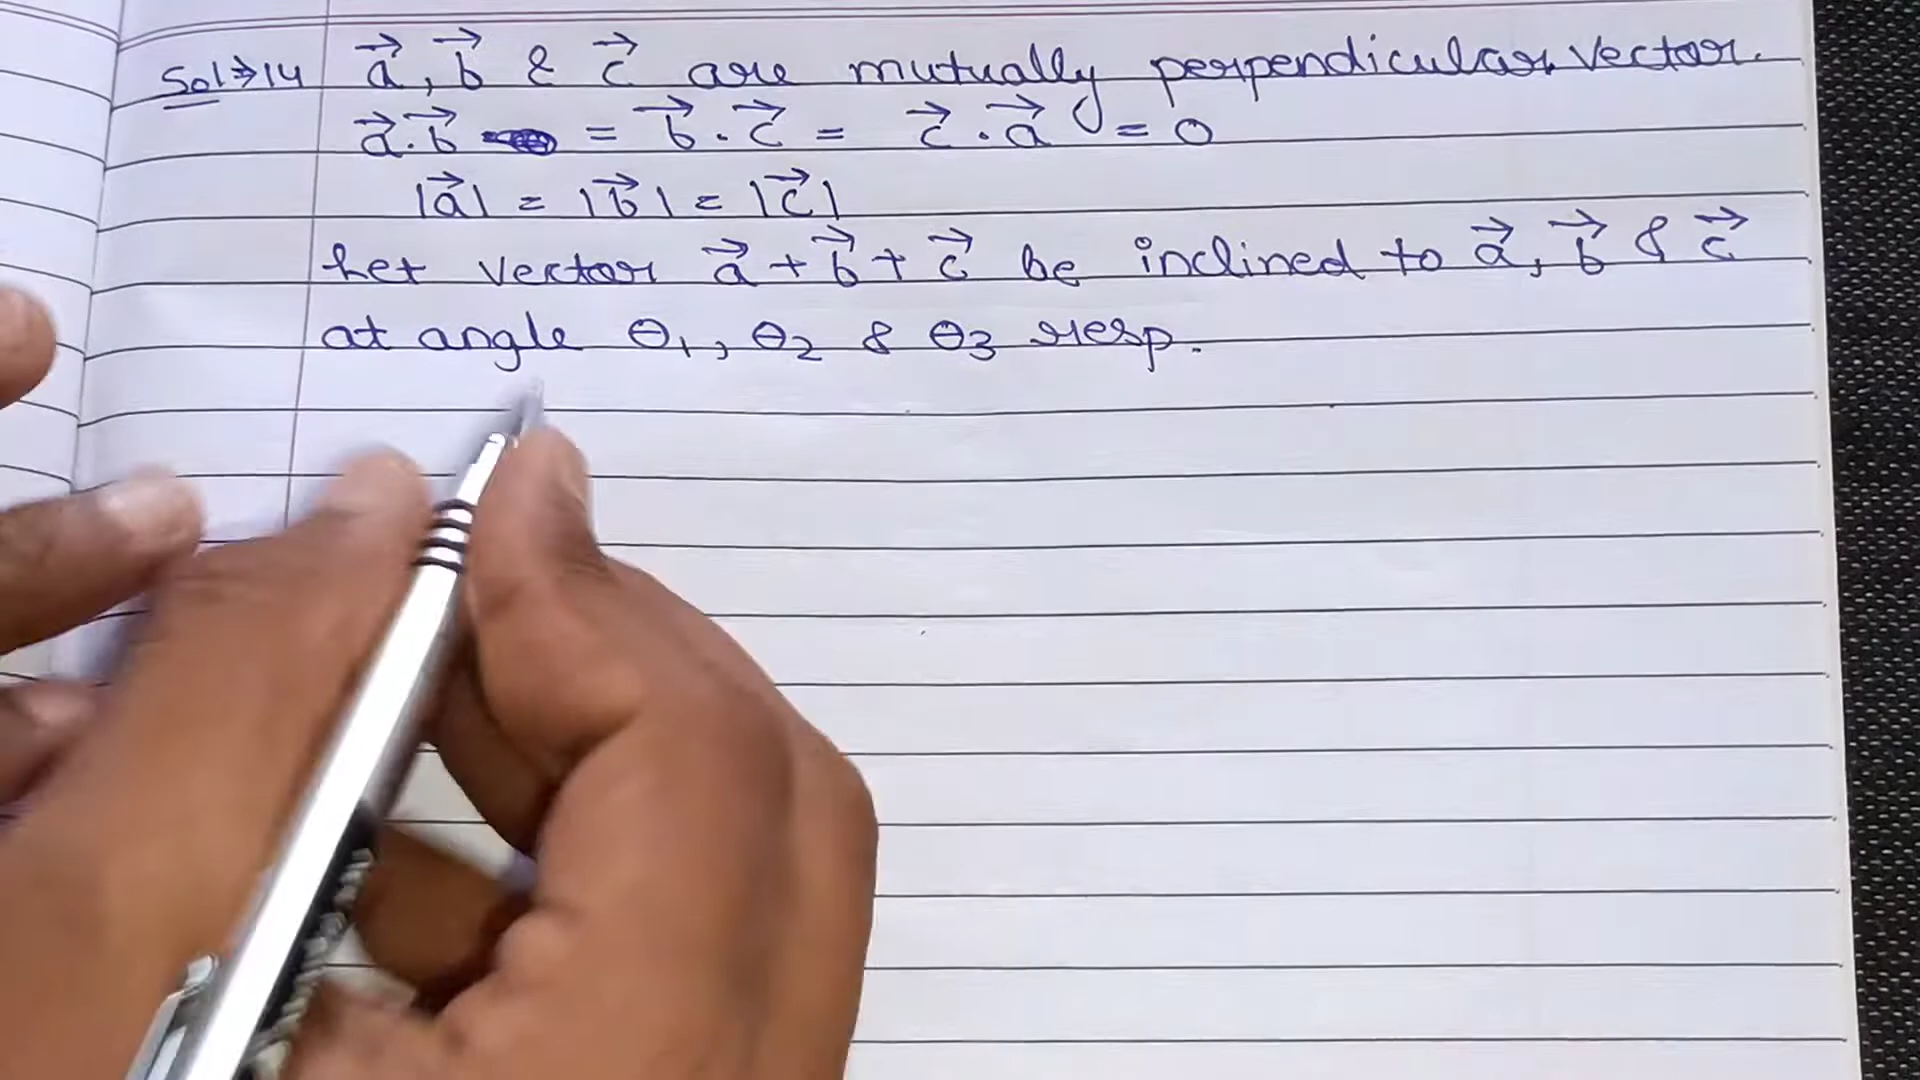 Sol⇒14 a⃗, b⃗ & c⃗ are mutually perpendicular vector.
a⃗.b⃗ = b⃗.c⃗ = c⃗.a⃗ = 0
|a⃗| = |b⃗| = |c⃗|
Let vector a⃗ + b⃗ + c⃗ be inclined to a⃗, b⃗ & c⃗
at angle θ₁, θ₂ & θ₃ resp.